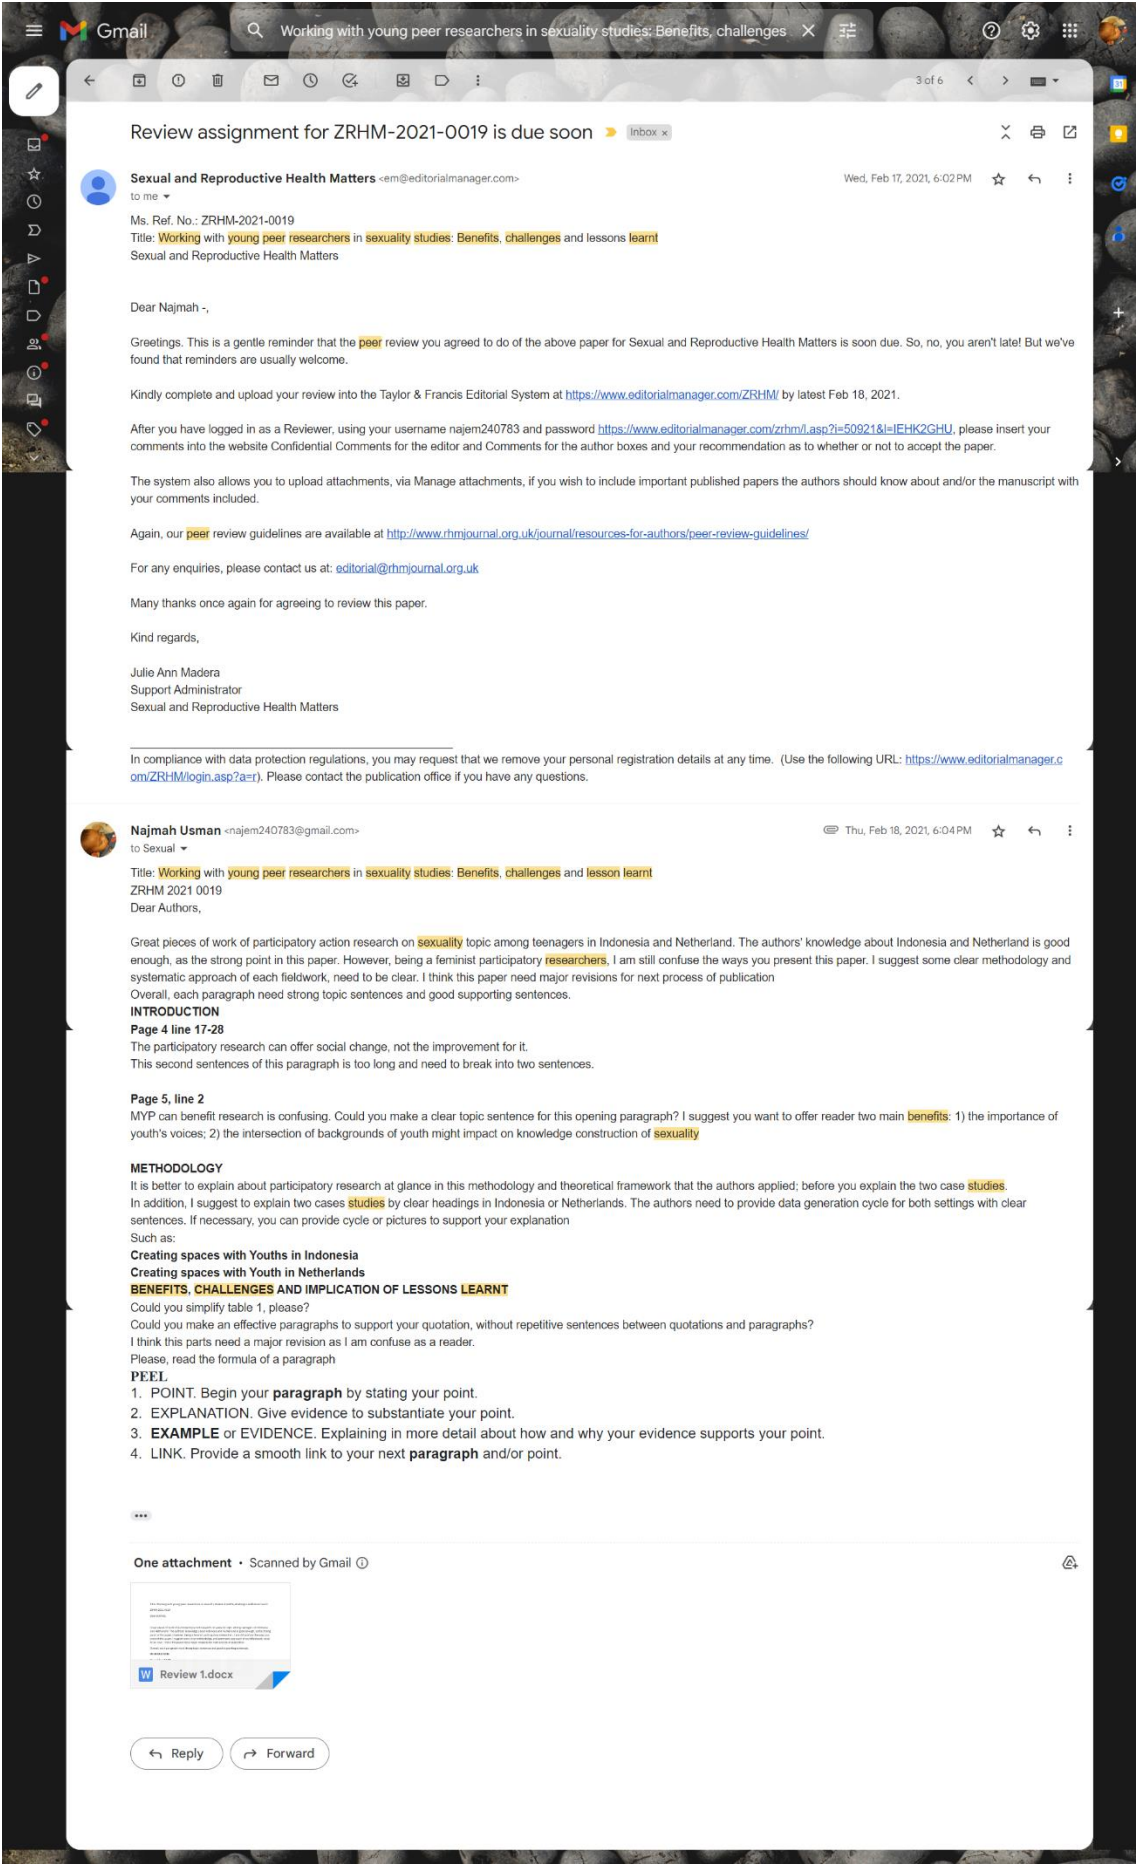 Gmail
Working with young peer researchers in sexuality studies: Benefits, challenges
3 of 6
Review assignment for ZRHM-2021-0019 is due soon Inbox x
Sexual and Reproductive Health Matters <em@editorialmanager.com> Wed, Feb 17, 2021, 6:02 PM
to me
Ms. Ref. No.: ZRHM-2021-0019
Title: Working with young peer researchers in sexuality studies: Benefits, challenges and lessons learnt
Sexual and Reproductive Health Matters
Dear Najmah -,
Greetings. This is a gentle reminder that the peer review you agreed to do of the above paper for Sexual and Reproductive Health Matters is soon due. So, no, you aren't late! But we've
found that reminders are usually welcome.
Kindly complete and upload your review into the Taylor & Francis Editorial System at https://www.editorialmanager.com/ZRHM/ by latest Feb 18, 2021.
After you have logged in as a Reviewer, using your username najem240783 and password https://www.editorialmanager.com/zrhm/l.asp?i=50921&l=IEHK2GHU, please insert your
comments into the website Confidential Comments for the editor and Comments for the author boxes and your recommendation as to whether or not to accept the paper.
The system also allows you to upload attachments, via Manage attachments, if you wish to include important published papers the authors should know about and/or the manuscript with
your comments included.
Again, our peer review guidelines are available at http://www.rhmjournal.org.uk/journal/resources-for-authors/peer-review-guidelines/
For any enquiries, please contact us at: editorial@rhmjournal.org.uk
Many thanks once again for agreeing to review this paper.
Kind regards,
Julie Ann Madera
Support Administrator
Sexual and Reproductive Health Matters
In compliance with data protection regulations, you may request that we remove your personal registration details at any time. (Use the following URL: https://www.editorialmanager.c
om/ZRHM/login.asp?a=r). Please contact the publication office if you have any questions.
Najmah Usman <najem240783@gmail.com> Thu, Feb 18, 2021, 6:04 PM
to Sexual
Title: Working with young peer researchers in sexuality studies: Benefits, challenges and lesson learnt
ZRHM 2021 0019
Dear Authors,
Great pieces of work of participatory action research on sexuality topic among teenagers in Indonesia and Netherland. The authors' knowledge about Indonesia and Netherland is good
enough, as the strong point in this paper. However, being a feminist participatory researchers, I am still confuse the ways you present this paper. I suggest some clear methodology and
systematic approach of each fieldwork, need to be clear. I think this paper need major revisions for next process of publication
Overall, each paragraph need strong topic sentences and good supporting sentences.
INTRODUCTION
Page 4 line 17-28
The participatory research can offer social change, not the improvement for it.
This second sentences of this paragraph is too long and need to break into two sentences.
Page 5, line 2
MYP can benefit research is confusing. Could you make a clear topic sentence for this opening paragraph? I suggest you want to offer reader two main benefits: 1) the importance of
youth's voices; 2) the intersection of backgrounds of youth might impact on knowledge construction of sexuality
METHODOLOGY
It is better to explain about participatory research at glance in this methodology and theoretical framework that the authors applied; before you explain the two case studies.
In addition, I suggest to explain two cases studies by clear headings in Indonesia or Netherlands. The authors need to provide data generation cycle for both settings with clear
sentences. If necessary, you can provide cycle or pictures to support your explanation
Such as:
Creating spaces with Youths in Indonesia
Creating spaces with Youth in Netherlands
BENEFITS, CHALLENGES AND IMPLICATION OF LESSONS LEARNT
Could you simplify table 1, please?
Could you make an effective paragraphs to support your quotation, without repetitive sentences between quotations and paragraphs?
I think this parts need a major revision as I am confuse as a reader.
Please, read the formula of a paragraph
PEEL
1. POINT. Begin your paragraph by stating your point.
2. EXPLANATION. Give evidence to substantiate your point.
3. EXAMPLE or EVIDENCE. Explaining in more detail about how and why your evidence supports your point.
4. LINK. Provide a smooth link to your next paragraph and/or point.
One attachment • Scanned by Gmail
W Review 1.docx
Reply Forward